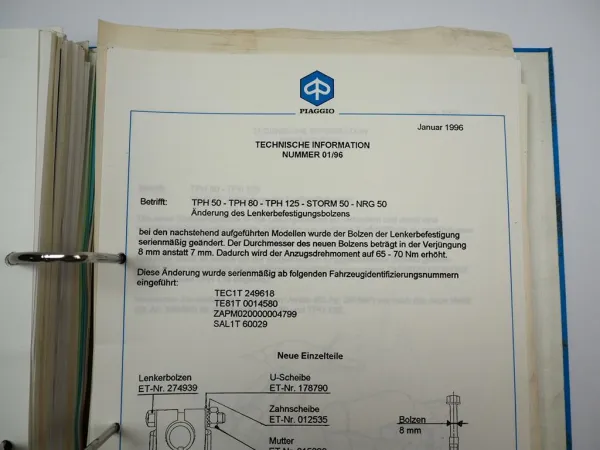 PIAGGIO
Januar 1996
TECHNISCHE INFORMATION
NUMMER 01/96
Betrifft: TPH 50 - TPH 80 - TPH 125 - STORM 50 - NRG 50
Änderung des Lenkerbefestigungsbolzens
bei den nachstehend aufgeführten Modellen wurde der Bolzen der Lenkerbefestigung
serienmäßig geändert. Der Durchmesser des neuen Bolzens beträgt in der Verjüngung
8 mm anstatt 7 mm. Dadurch wird der Anzugsdrehmoment auf 65 - 70 Nm erhöht.
Diese Änderung wurde serienmäßig ab folgenden Fahrzeugidentifizierungsnummern
eingeführt:
TEC1T 249618
TE81T 0014580
ZAPM020000004799
SAL1T 60029
Neue Einzelteile
Lenkerbolzen
ET-Nr. 274939
U-Scheibe
ET-Nr. 178790
Zahnscheibe
ET-Nr. 012535
Mutter
ET-Nr.
Bolzen
8 mm